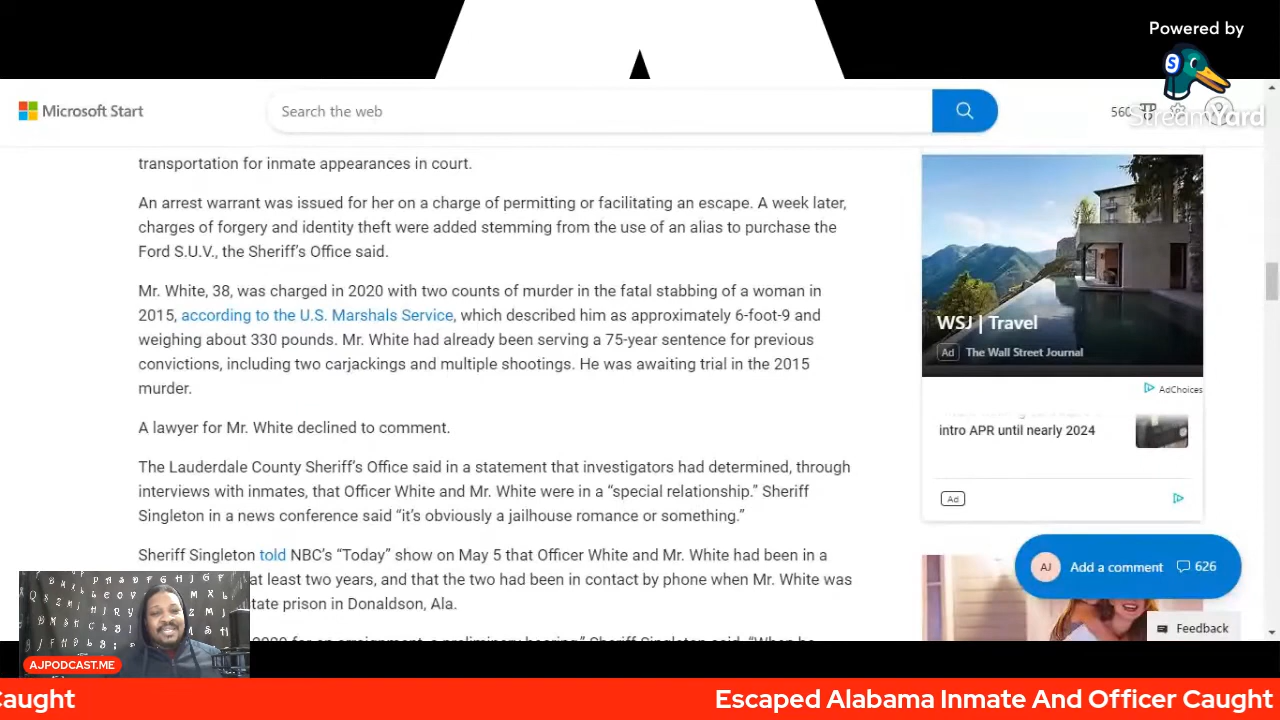 Powered by
StreamYard
Microsoft Start
Search the web
560
transportation for inmate appearances in court.
An arrest warrant was issued for her on a charge of permitting or facilitating an escape. A week later,
charges of forgery and identity theft were added stemming from the use of an alias to purchase the
Ford S.U.V., the Sheriff's Office said.
Mr. White, 38, was charged in 2020 with two counts of murder in the fatal stabbing of a woman in
2015, according to the U.S. Marshals Service, which described him as approximately 6-foot-9 and
weighing about 330 pounds. Mr. White had already been serving a 75-year sentence for previous
convictions, including two carjackings and multiple shootings. He was awaiting trial in the 2015
murder.
A lawyer for Mr. White declined to comment.
The Lauderdale County Sheriff's Office said in a statement that investigators had determined, through
interviews with inmates, that Officer White and Mr. White were in a “special relationship.” Sheriff
Singleton in a news conference said “it's obviously a jailhouse romance or something.”
Sheriff Singleton told NBC's “Today” show on May 5 that Officer White and Mr. White had been in a
at least two years, and that the two had been in contact by phone when Mr. White was
tate prison in Donaldson, Ala.
WSJ | Travel
Ad The Wall Street Journal
AdChoices
intro APR until nearly 2024
Ad
AJ Add a comment 626
Feedback
AJPODCAST.ME
Caught
Escaped Alabama Inmate And Officer Caught